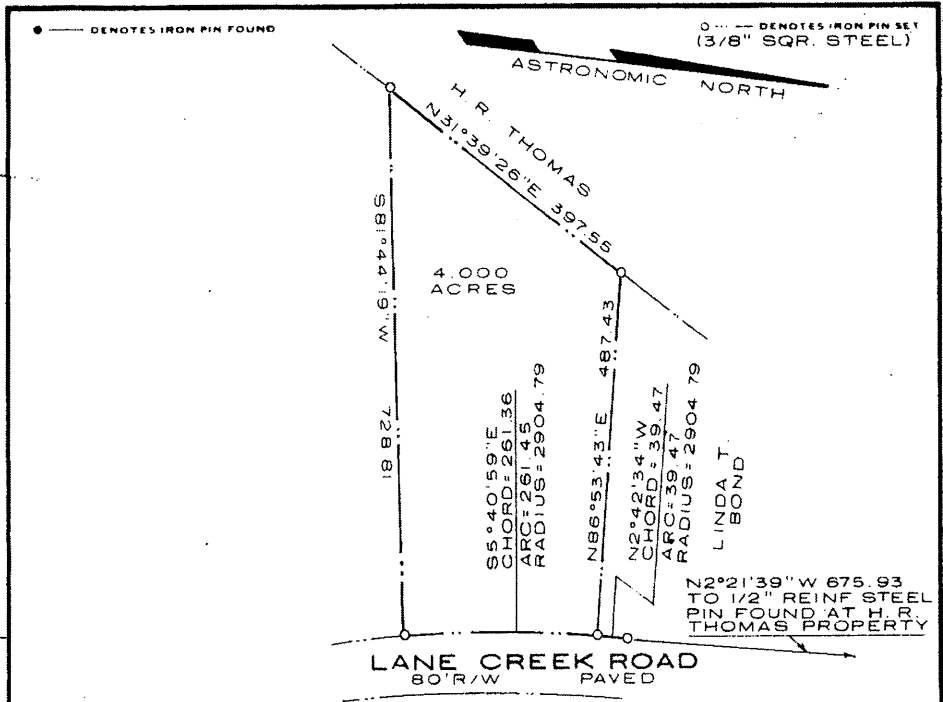 DENOTES IRON PIN FOUND
DENOTES IRON PIN SET
(3/8" SQR. STEEL)
ASTRONOMIC NORTH
H. R. THOMAS
N31°39'26"E 397.55
S81°44'19"W 728.81
4.000
ACRES
S5°40'59"E
CHORD=261.36
ARC=261.45
RADIUS=2904.79
N86°53'43"E 487.43
N2°42'34"W
CHORD=39.47
ARC=39.47
RADIUS=2904.79
LINDA T.
BOND
N2°21'39"W 675.93
TO 1/2" REINF STEEL
PIN FOUND AT H. R.
THOMAS PROPERTY
LANE CREEK ROAD
80'R/W PAVED